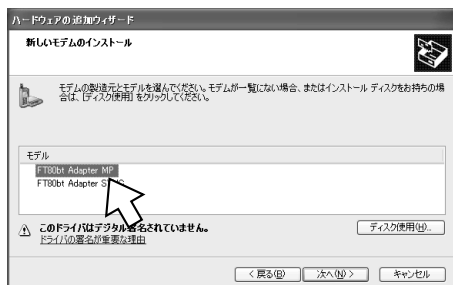 ハードウェアの追加ウィザード
新しいモデムのインストール
モデムの製造元とモデルを選んでください。モデムが一覧にない場合、またはインストール ディスクをお持ちの場
合は、[ディスク使用] をクリックしてください。
モデル
FT80bt Adapter MP
FT80bt Adapter
このドライバはデジタル署名されていません。
ドライバの署名が重要な理由
ディスク使用(H)...
< 戻る(B)
次へ(N) >
キャンセル